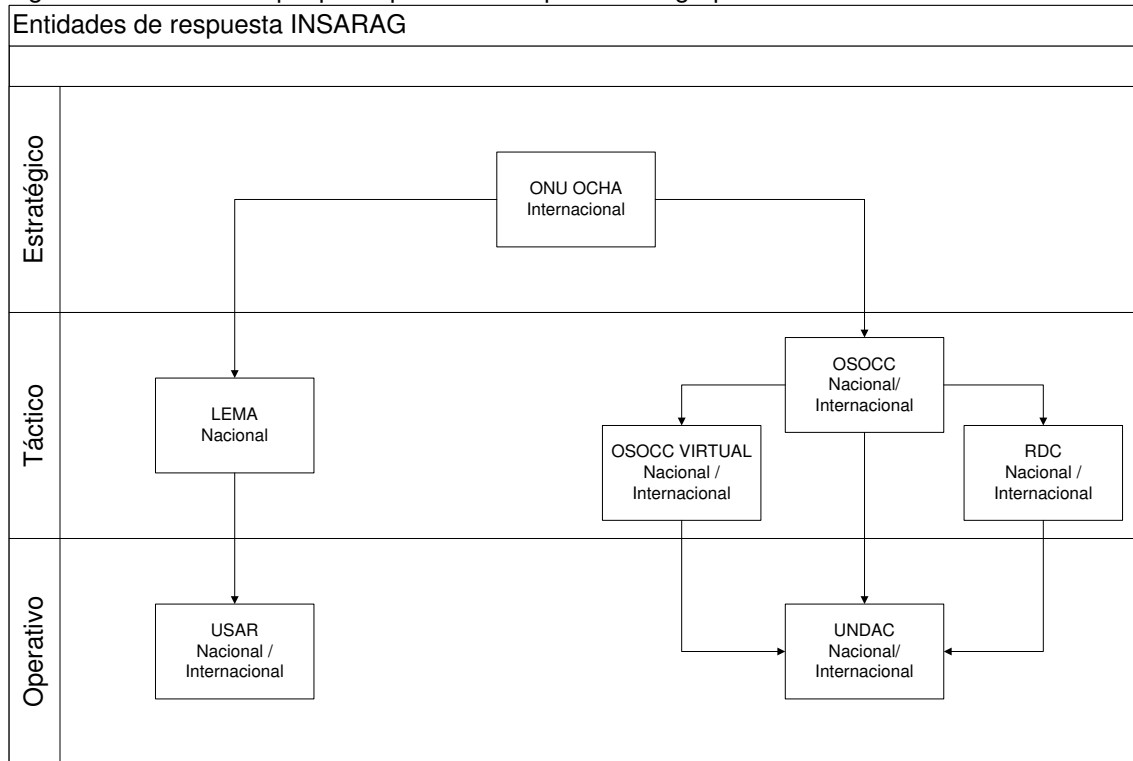 Entidades de respuesta INSARAG
Estratégico
ONU OCHA
Internacional
Táctico
LEMA
Nacional
OSOCC
Nacional/
Internacional
OSOCC VIRTUAL
Nacional /
Internacional
RDC
Nacional /
Internacional
Operativo
USAR
Nacional /
Internacional
UNDAC
Nacional/
Internacional